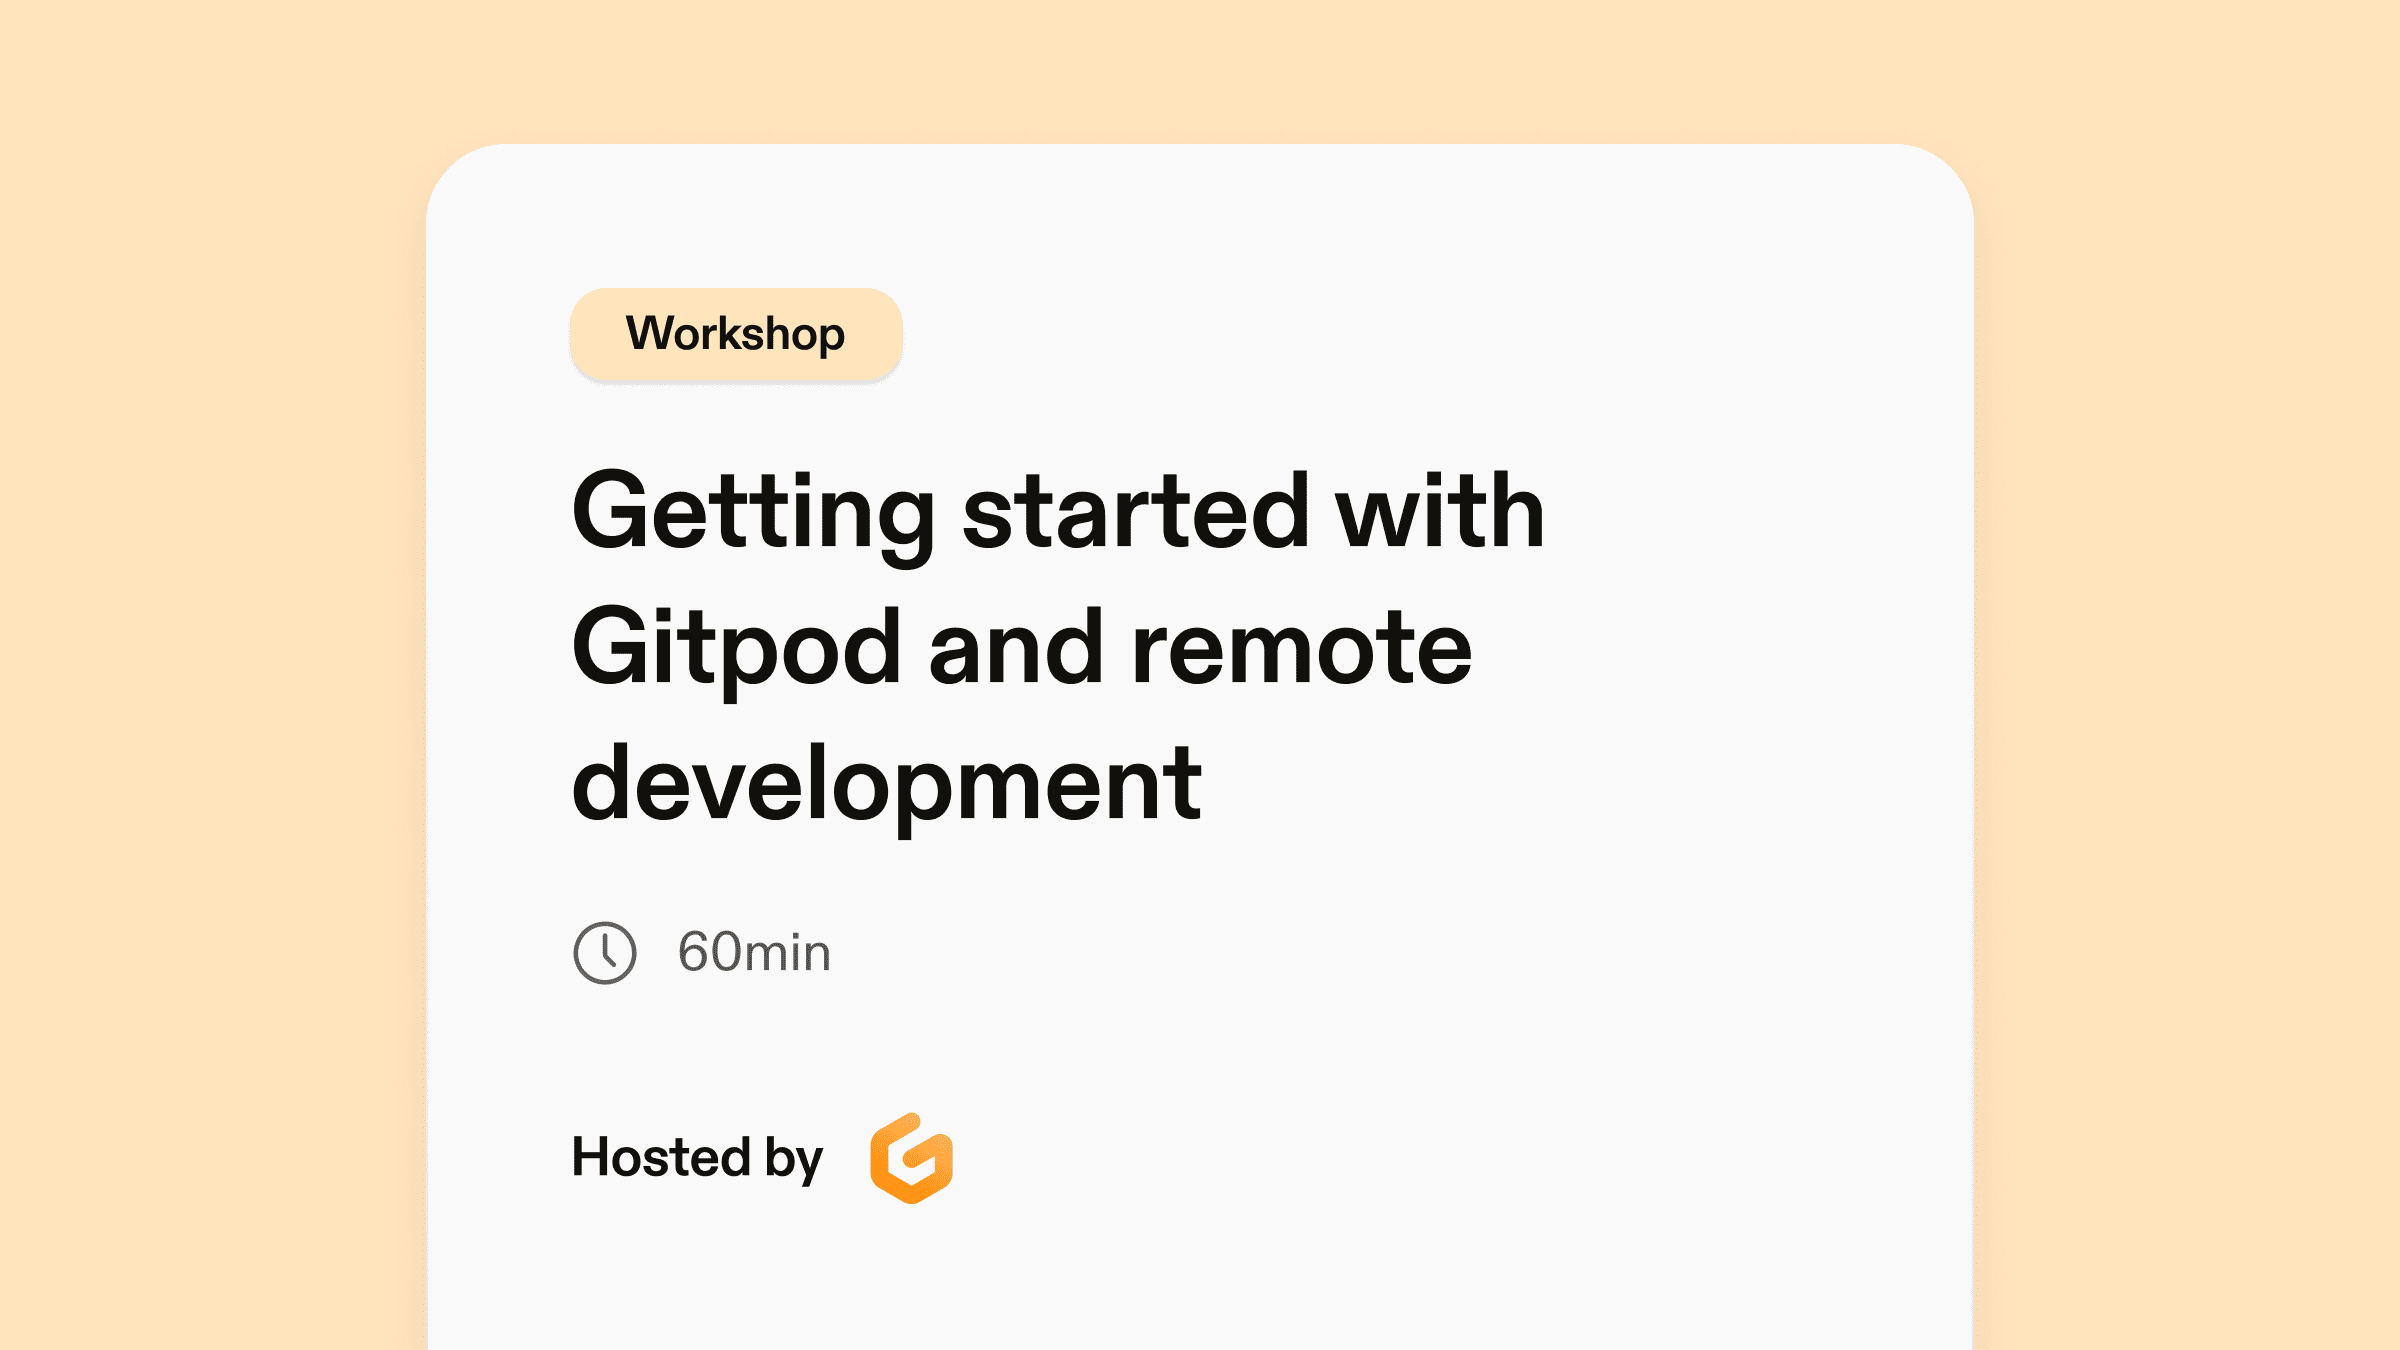 Workshop
Getting started with
Gitpod and remote
development
60min
Hosted by